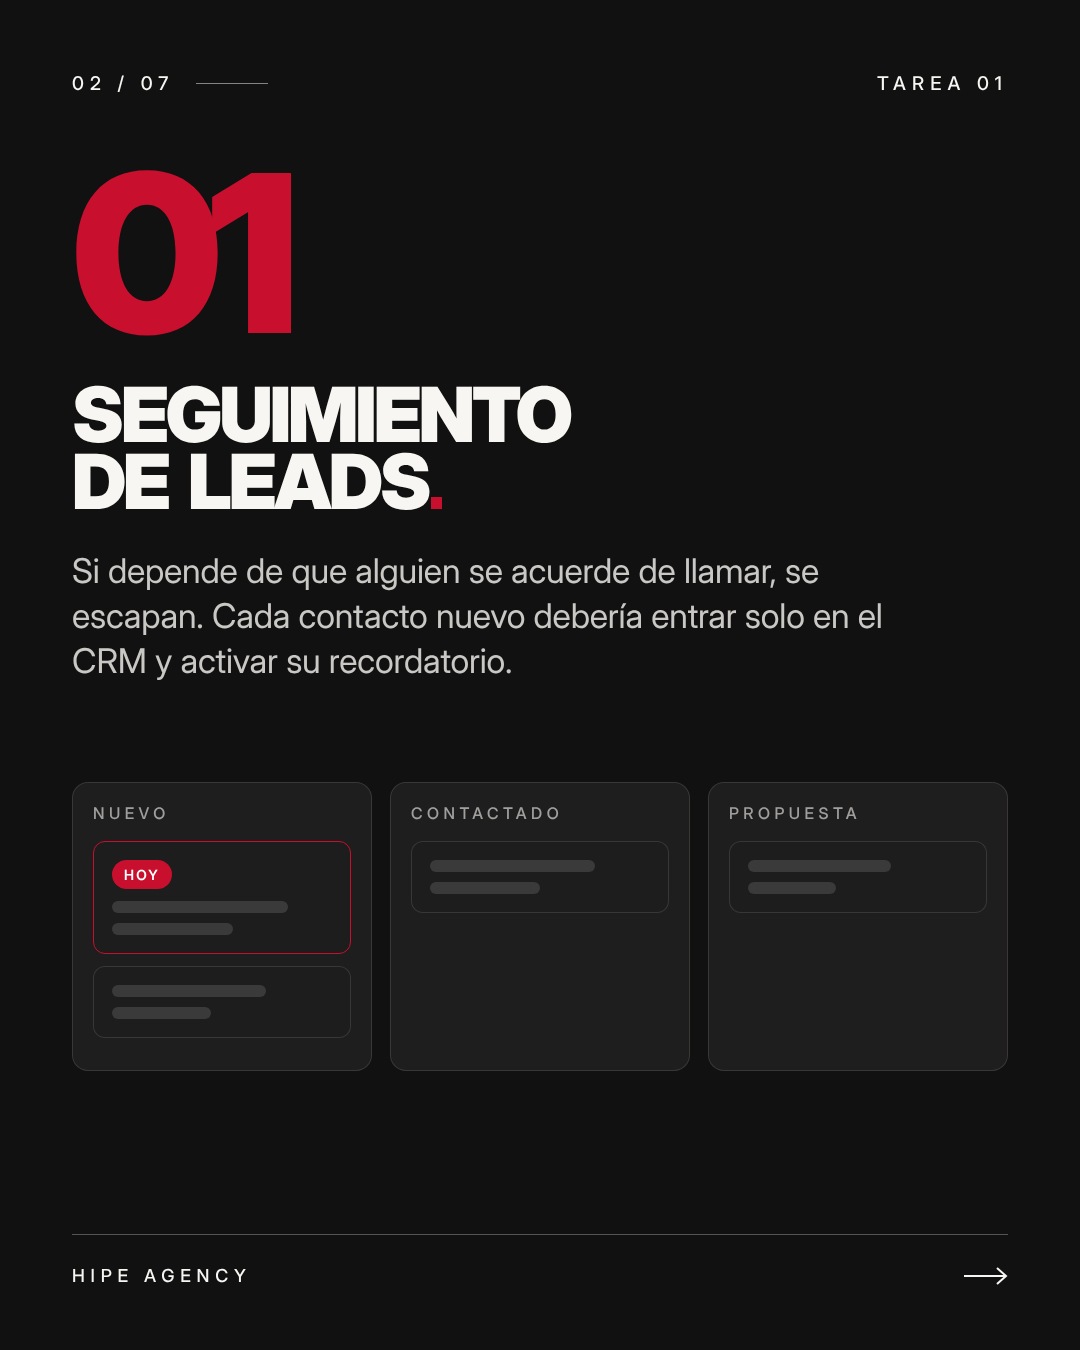 02 / 07
TAREA 01
01
SEGUIMIENTO
DE LEADS.
Si depende de que alguien se acuerde de llamar, se
escapan. Cada contacto nuevo debería entrar solo en el
CRM y activar su recordatorio.
NUEVO
HOY
CONTACTADO
PROPUESTA
HIPE AGENCY